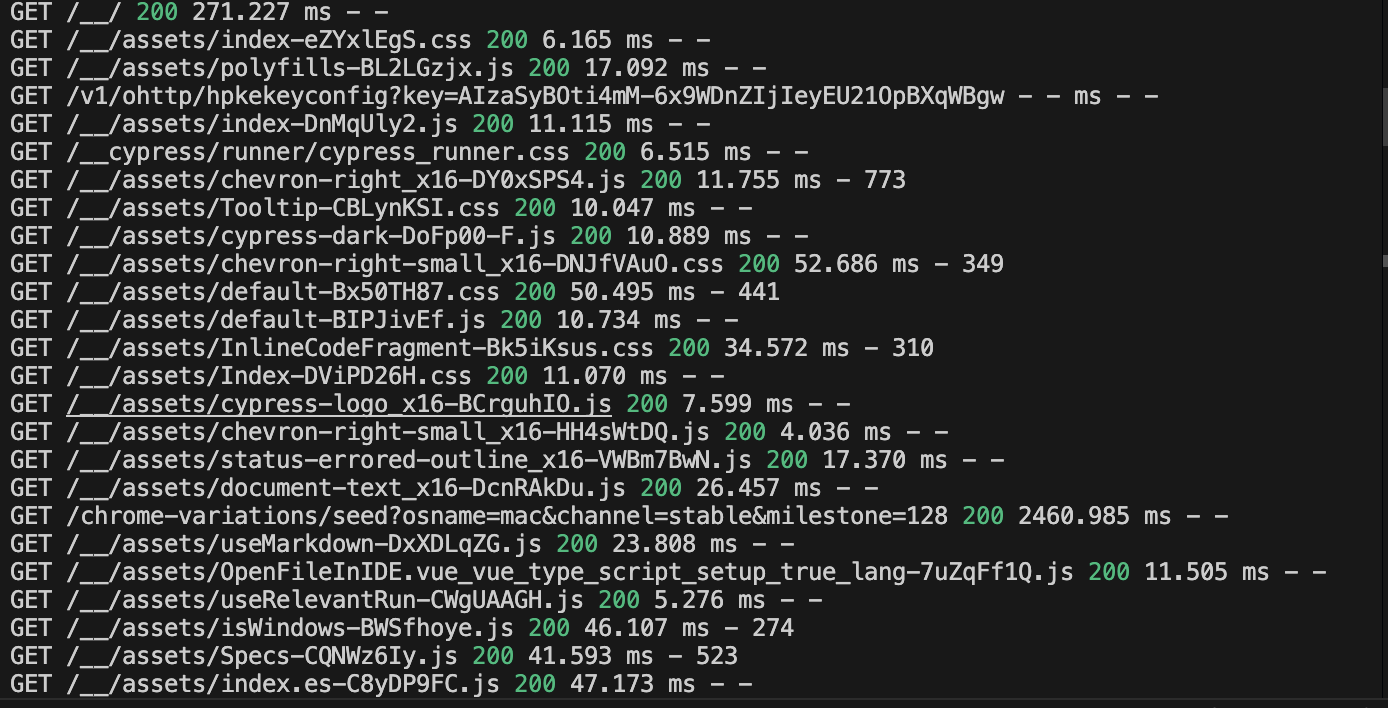 GET /__/ 200 271.227 ms - -
GET /__/assets/index-eZYxlEgS.css 200 6.165 ms - -
GET /__/assets/polyfills-BL2LGzjx.js 200 17.092 ms - -
GET /v1/ohttp/hpkekeyconfig?key=AIzaSyBOti4mM-6x9WDnZIjIeyEU21OpBXqWBgw - - ms - -
GET /__/assets/index-DnMqUly2.js 200 11.115 ms - -
GET /__cypress/runner/cypress_runner.css 200 6.515 ms - -
GET /__/assets/chevron-right_x16-DY0xSPS4.js 200 11.755 ms - 773
GET /__/assets/Tooltip-CBLynKSI.css 200 10.047 ms - -
GET /__/assets/cypress-dark-DoFp00-F.js 200 10.889 ms - -
GET /__/assets/chevron-right-small_x16-DNJfVAuO.css 200 52.686 ms - 349
GET /__/assets/default-Bx50TH87.css 200 50.495 ms - 441
GET /__/assets/default-BIPJivEf.js 200 10.734 ms - -
GET /__/assets/InlineCodeFragment-Bk5iKsus.css 200 34.572 ms - 310
GET /__/assets/Index-DViPD26H.css 200 11.070 ms - -
GET /__/assets/cypress-logo_x16-BCrguhIO.js 200 7.599 ms - -
GET /__/assets/chevron-right-small_x16-HH4sWtDQ.js 200 4.036 ms - -
GET /__/assets/status-errored-outline_x16-VWBm7BwN.js 200 17.370 ms - -
GET /__/assets/document-text_x16-DcnRAkDu.js 200 26.457 ms - -
GET /chrome-variations/seed?osname=mac&channel=stable&milestone=128 200 2460.985 ms - -
GET /__/assets/useMarkdown-DxXDLqZG.js 200 23.808 ms - -
GET /__/assets/OpenFileInIDE.vue_vue_type_script_setup_true_lang-7uZqFf1Q.js 200 11.505 ms - -
GET /__/assets/useRelevantRun-CWgUAAGH.js 200 5.276 ms - -
GET /__/assets/isWindows-BWSfhoye.js 200 46.107 ms - 274
GET /__/assets/Specs-CQNWz6Iy.js 200 41.593 ms - 523
GET /__/assets/index.es-C8yDP9FC.js 200 47.173 ms - -